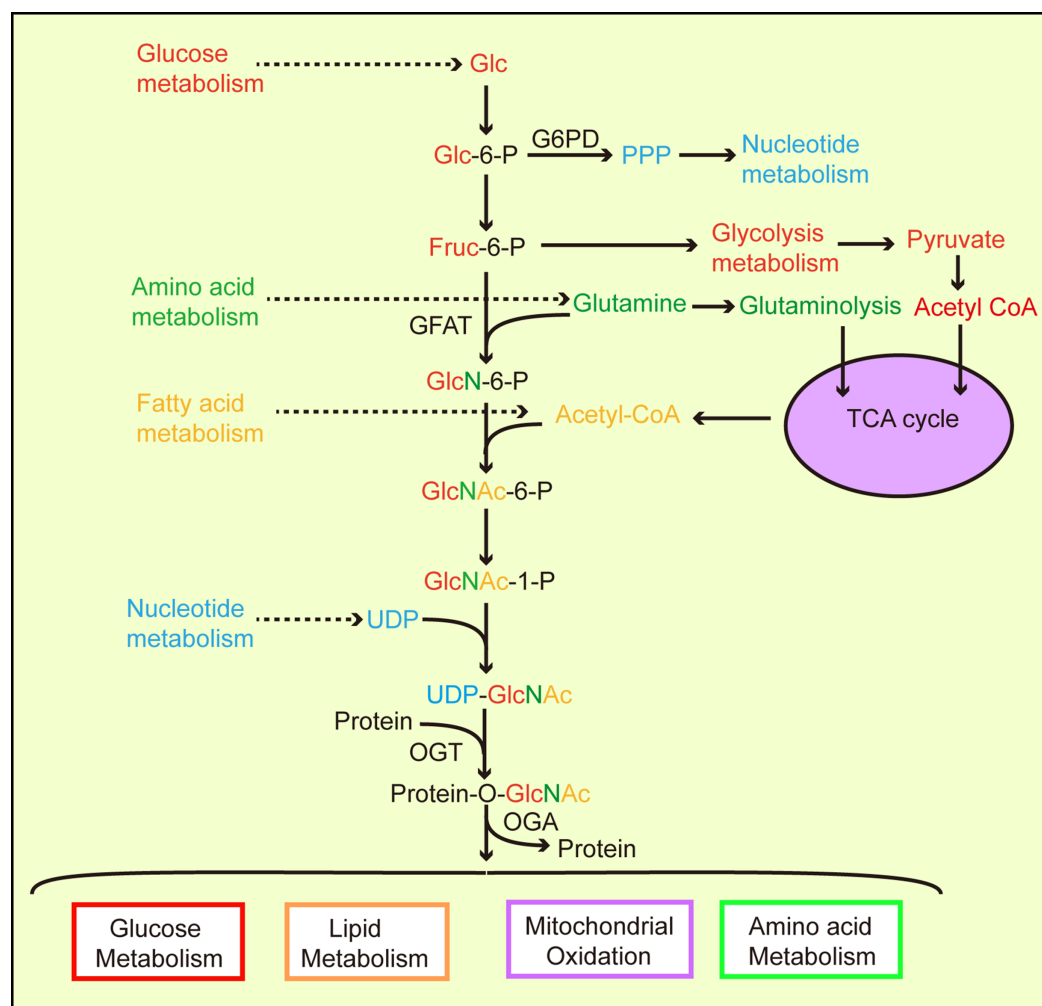 Glucose
metabolism
Glc
G6PD
Glc-6-P
PPP
Nucleotide
metabolism
Fruc-6-P
Glycolysis
metabolism
Pyruvate
Amino acid
metabolism
Glutamine
Glutaminolysis
Acetyl CoA
GFAT
GlcN-6-P
Fatty acid
metabolism
Acetyl-CoA
TCA cycle
GlcNAc-6-P
GlcNAc-1-P
Nucleotide
metabolism
UDP
UDP-GlcNAc
Protein
OGT
Protein-O-GlcNAc
OGA
Protein
Glucose
Metabolism
Lipid
Metabolism
Mitochondrial
Oxidation
Amino acid
Metabolism